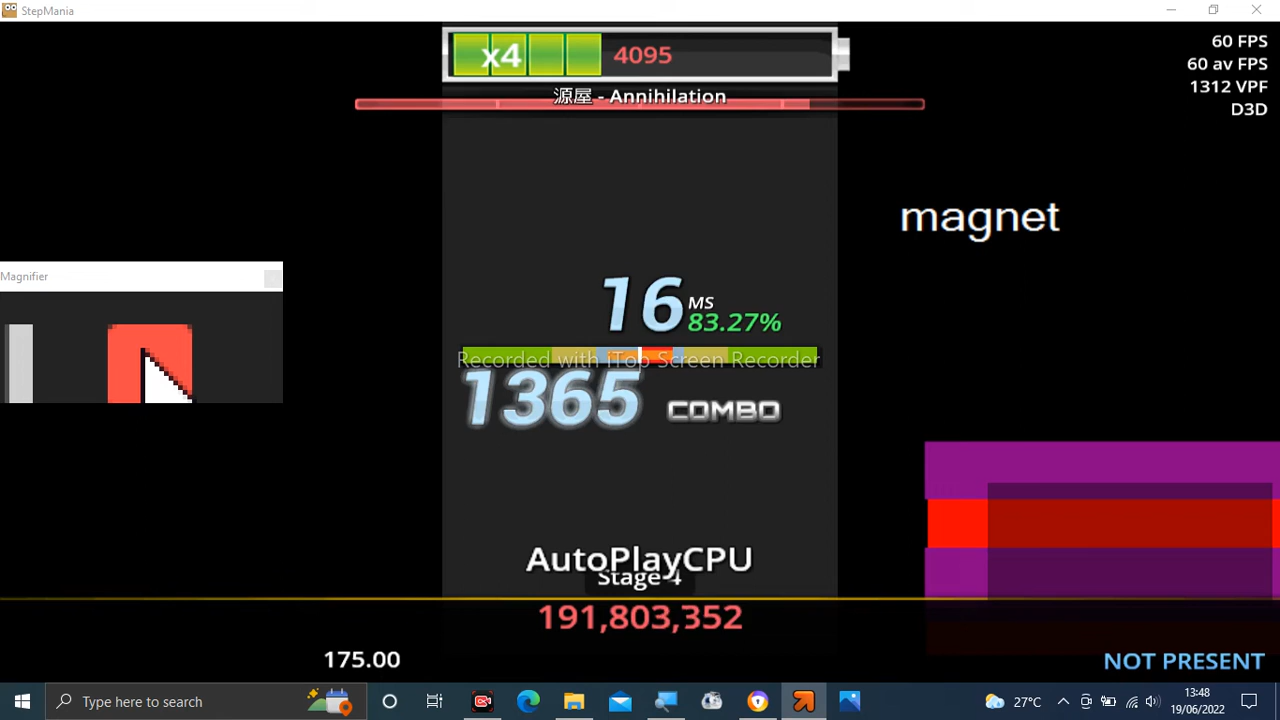 StepMania
x4 4095
60 FPS
60 av FPS
1312 VPF
D3D
源屋 - Annihilation
magnet
Magnifier
16 MS
83.27%
Recorded with iTop Screen Recorder
1365 COMBO
AutoPlayCPU
Stage 4
191,803,352
175.00
NOT PRESENT
Type here to search
27°C
13:48
19/06/2022